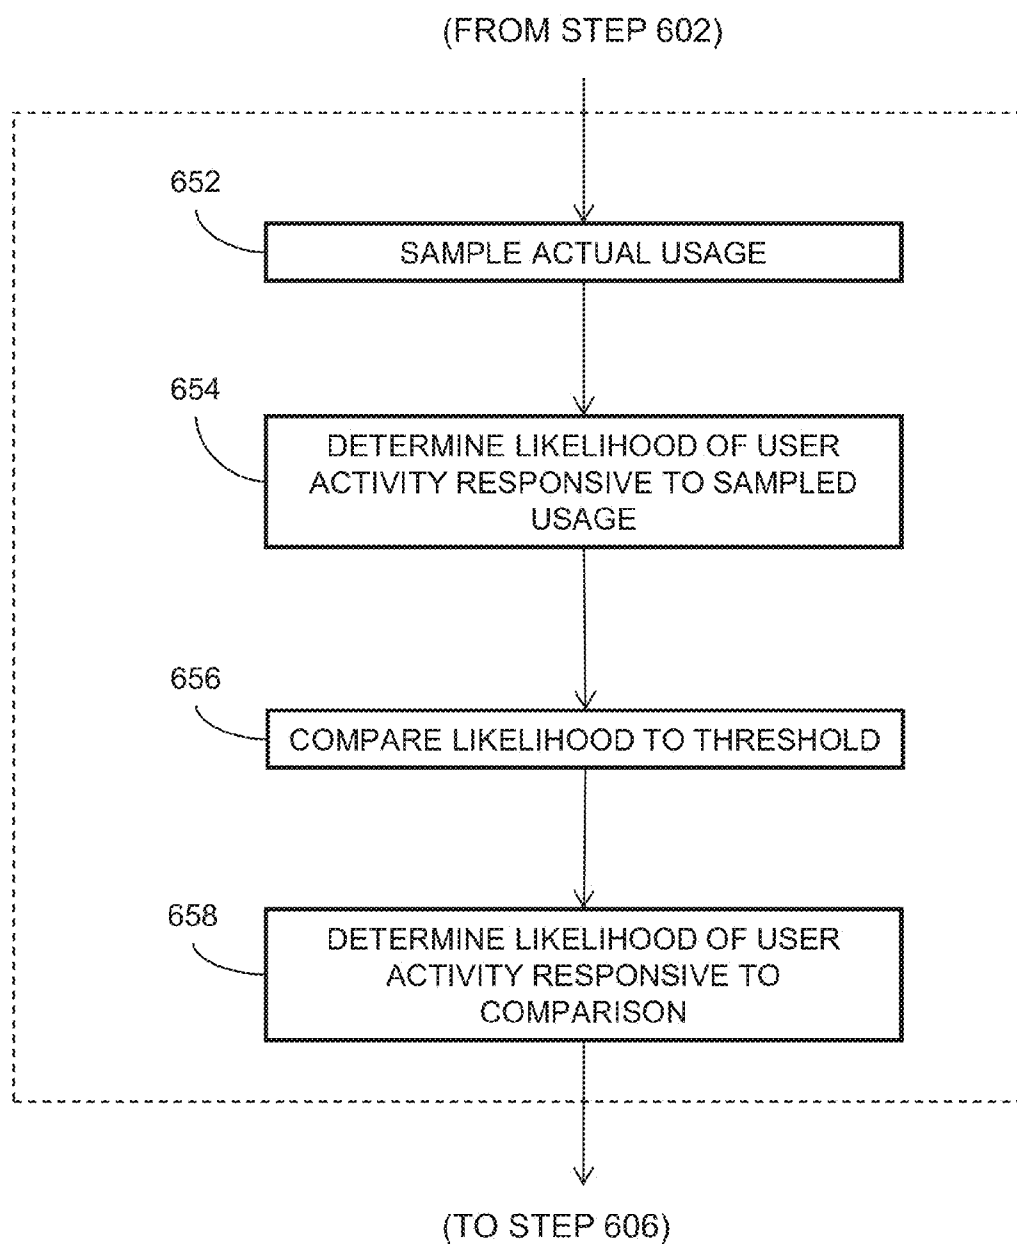 (FROM STEP 602)
652
SAMPLE ACTUAL USAGE
654
DETERMINE LIKELIHOOD OF USER
ACTIVITY RESPONSIVE TO SAMPLED
USAGE
656
COMPARE LIKELIHOOD TO THRESHOLD
658
DETERMINE LIKELIHOOD OF USER
ACTIVITY RESPONSIVE TO
COMPARISON
(TO STEP 606)